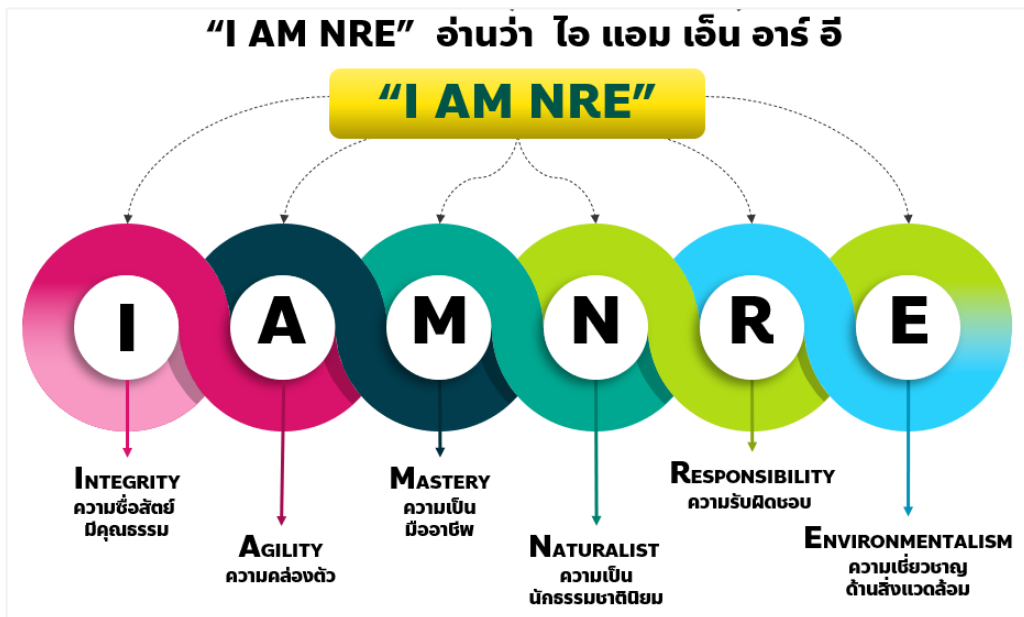 “I AM NRE” อ่านว่า ไอ แอม เอ็น อาร์ อี
“I AM NRE”
I
A
M
N
R
E
INTEGRITY
ความซื่อสัตย์
มีคุณธรรม
AGILITY
ความคล่องตัว
MASTERY
ความเป็น
มืออาชีพ
NATURALIST
ความเป็น
นักธรรมชาตินิยม
RESPONSIBILITY
ความรับผิดชอบ
ENVIRONMENTALISM
ความเชี่ยวชาญ
ด้านสิ่งแวดล้อม